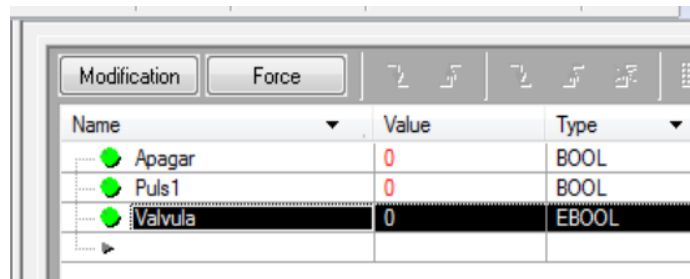 Modification Force
Name Value Type
Apagar 0 BOOL
Puls1 0 BOOL
Valvula 0 EBOOL